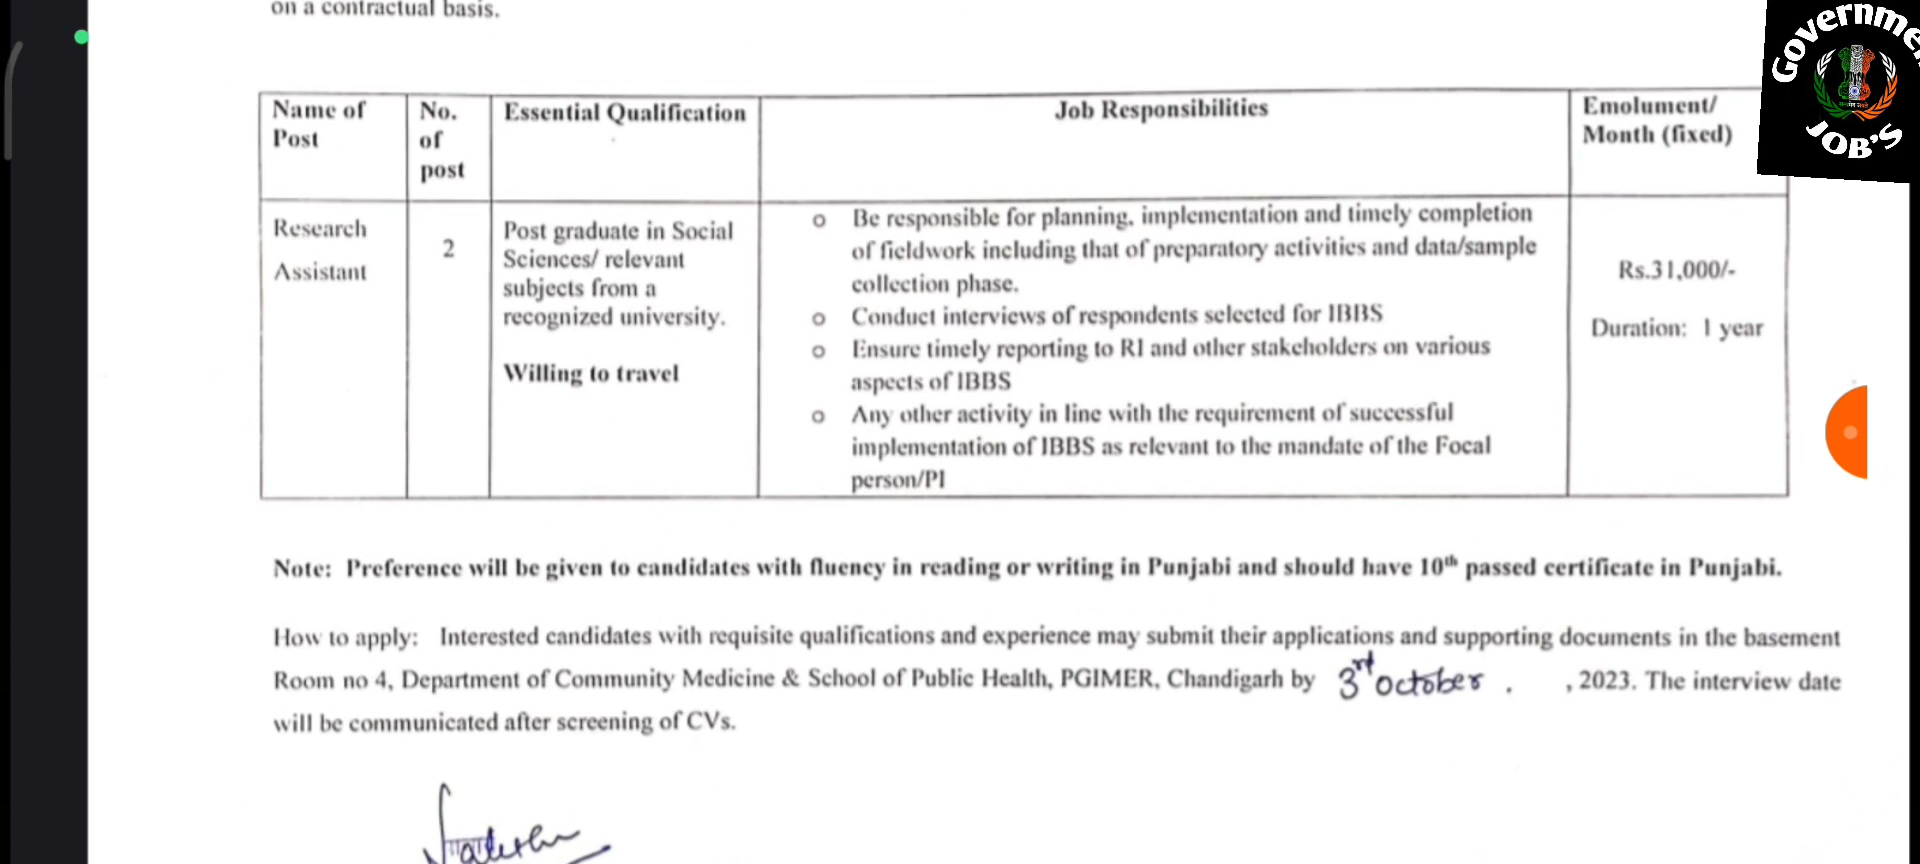 on a contractual basis.
Government
JOB'S
Name of
Post
No.
of
post
Essential Qualification
Job Responsibilities
Emolument/
Month (fixed)
Research
Assistant
2
Post graduate in Social
Sciences/ relevant
subjects from a
recognized university.
Willing to travel
o Be responsible for planning, implementation and timely completion
of fieldwork including that of preparatory activities and data/sample
collection phase.
o Conduct interviews of respondents selected for IBBS
o Ensure timely reporting to RI and other stakeholders on various
aspects of IBBS
o Any other activity in line with the requirement of successful
implementation of IBBS as relevant to the mandate of the Focal
person/PI
Rs.31,000/-
Duration: 1 year
Note: Preference will be given to candidates with fluency in reading or writing in Punjabi and should have 10th passed certificate in Punjabi.
How to apply: Interested candidates with requisite qualifications and experience may submit their applications and supporting documents in the basement
Room no 4, Department of Community Medicine & School of Public Health, PGIMER, Chandigarh by 3rd october . , 2023. The interview date
will be communicated after screening of CVs.